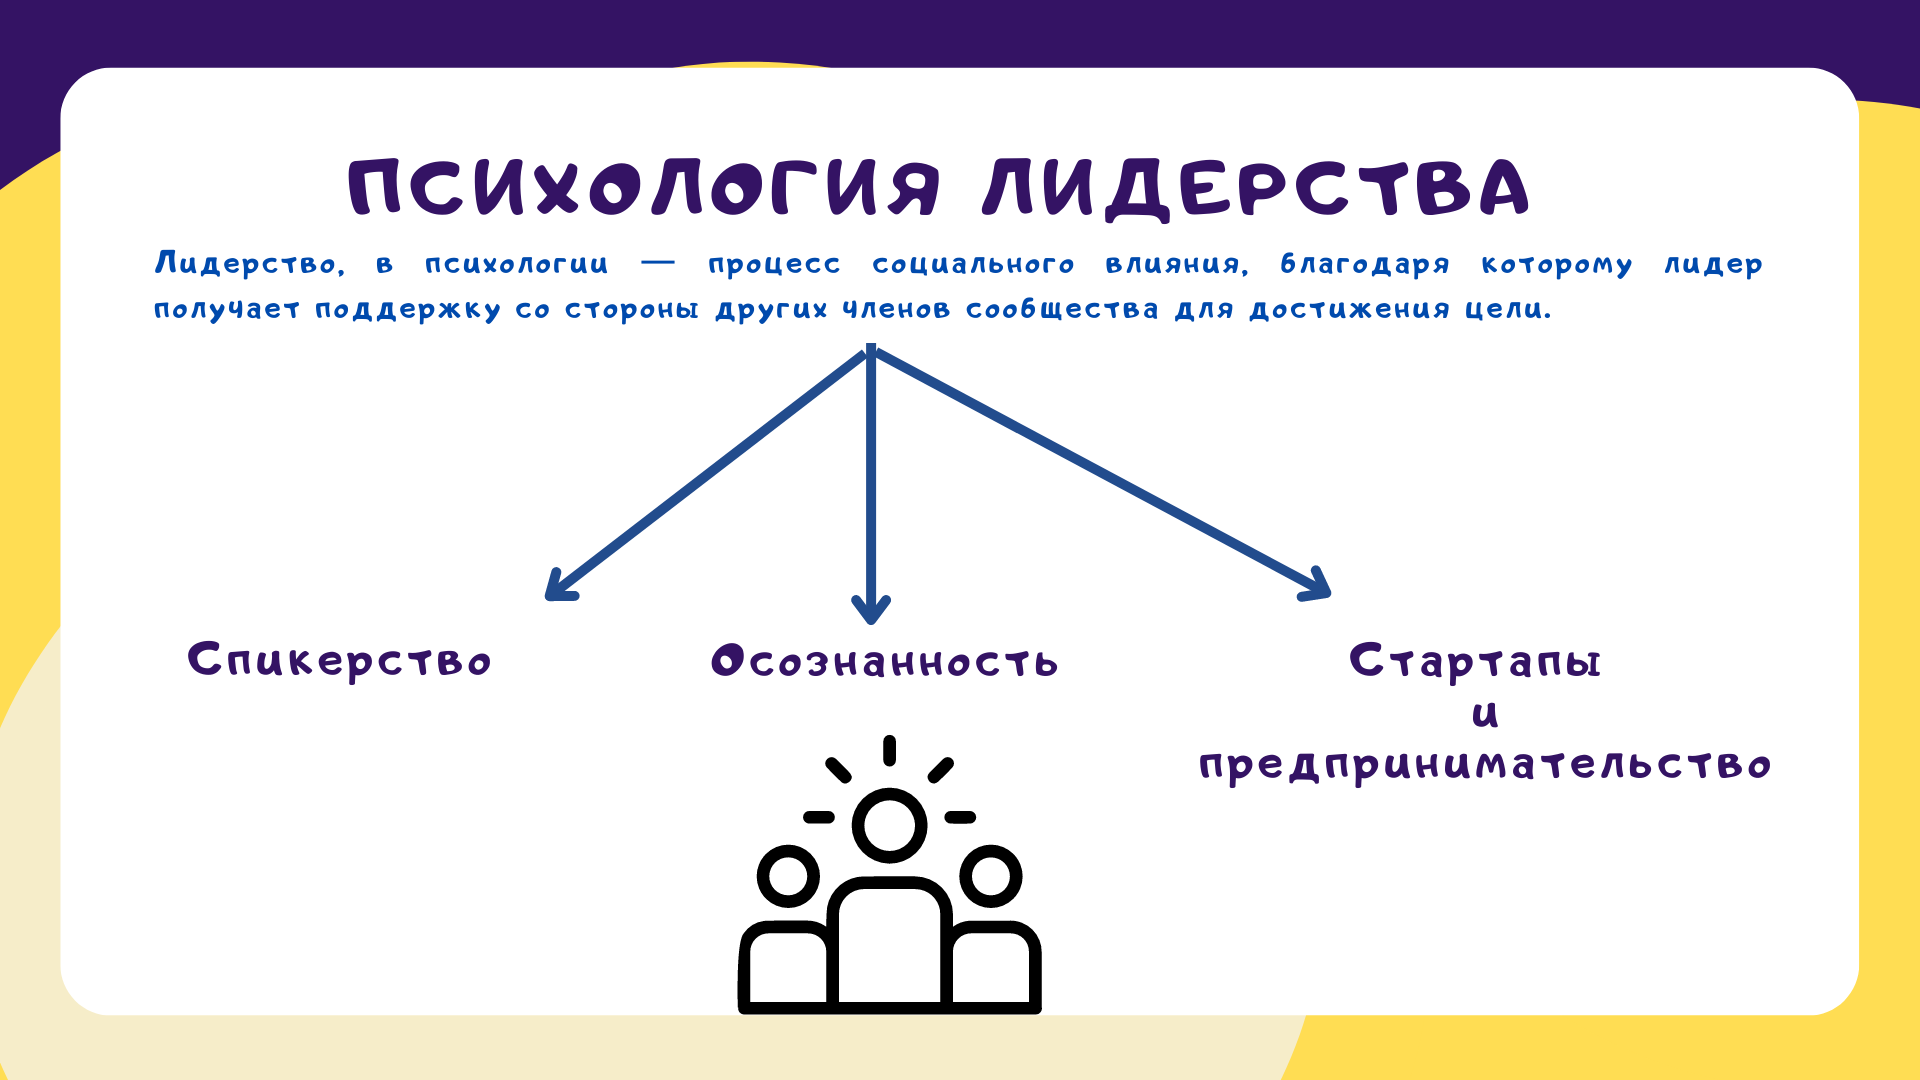 ПСИХОЛОГИЯ ЛИДЕРСТВА
Лидерство, в психологии — процесс социального влияния, благодаря которому лидер
получает поддержку со стороны других членов сообщества для достижения цели.
Спикерство
Осознанность
Стартапы
и
предпринимательство